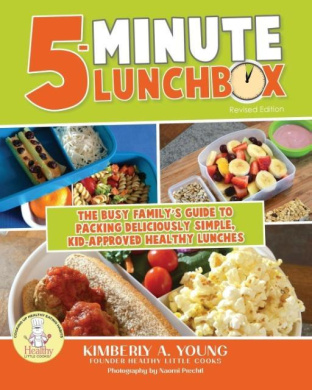 5-MINUTE
LUNCHBOX
Revised Edition
THE BUSY FAMILY'S GUIDE TO
PACKING DELICIOUSLY SIMPLE,
KID-APPROVED HEALTHY LUNCHES
Healthy
LITTLE COOKS
KIMBERLY A. YOUNG
FOUNDER HEALTHY LITTLE COOKS
Photography by Naomi Prechtl